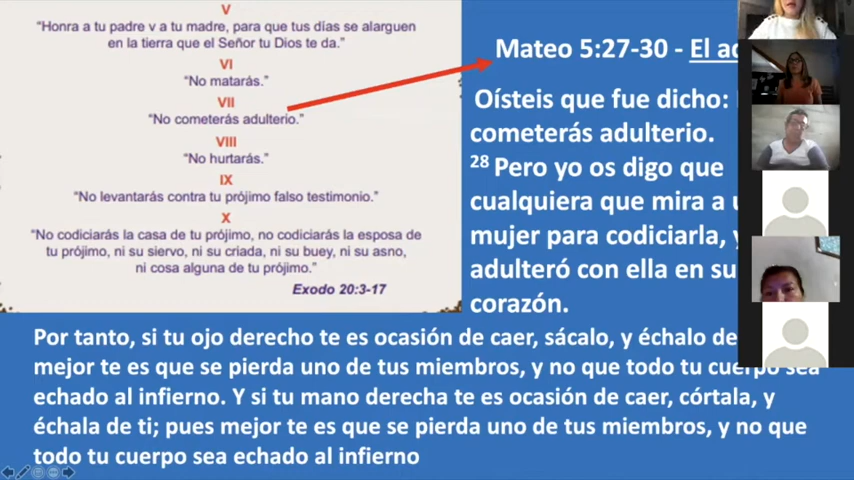 V
“Honra a tu padre v a tu madre, para que tus días se alarguen
en la tierra que el Señor tu Dios te da.”
VI
“No matarás.”
VII
“No cometerás adulterio.”
VIII
“No hurtarás.”
IX
“No levantarás contra tu prójimo falso testimonio.”
X
“No codiciarás la casa de tu prójimo, no codiciarás la esposa de
tu prójimo, ni su siervo, ni su criada, ni su buey, ni su asno,
ni cosa alguna de tu prójimo.”
Exodo 20:3-17
Mateo 5:27-30 - El
Oísteis que fue dicho:
cometerás adulterio.
28 Pero yo os digo que
cualquiera que mira a
mujer para codiciarla,
adulteró con ella en su
corazón.
Por tanto, si tu ojo derecho te es ocasión de caer, sácalo, y échalo de
mejor te es que se pierda uno de tus miembros, y no que todo tu cuerpo sea
echado al infierno. Y si tu mano derecha te es ocasión de caer, córtala, y
échala de ti; pues mejor te es que se pierda uno de tus miembros, y no que
todo tu cuerpo sea echado al infierno